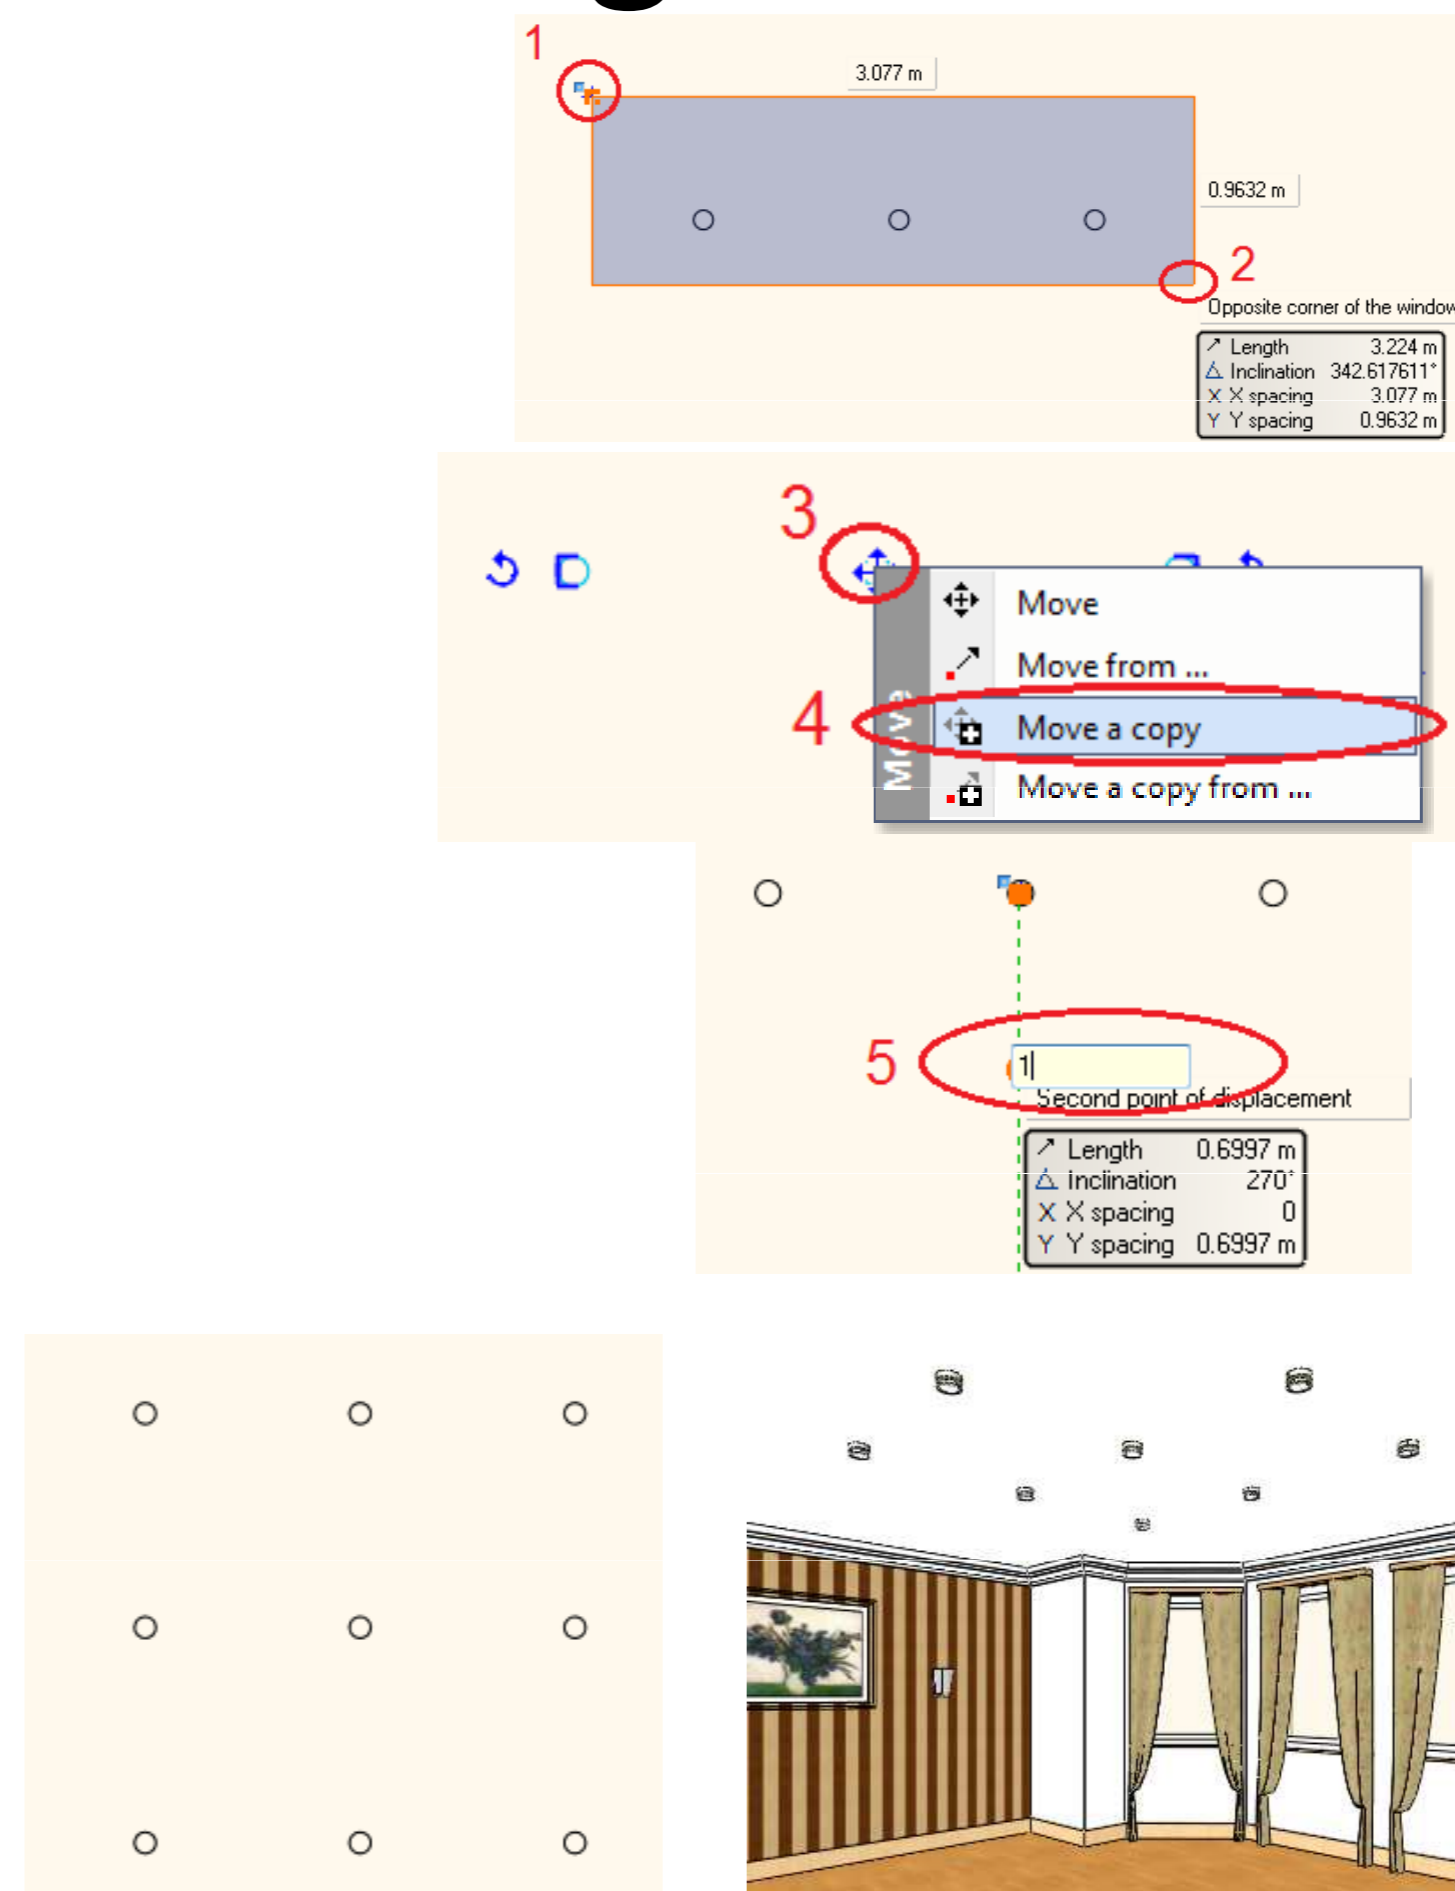 1
3.077 m
0.9632 m
2
Opposite corner of the window
Length 3.224 m
Inclination 342.617611°
X X spacing 3.077 m
Y Y spacing 0.9632 m
3
Move
Move from ...
4
Move
Move a copy
Move a copy from ...
5
1
Second point of displacement
Length 0.6997 m
Inclination 270°
X X spacing 0
Y Y spacing 0.6997 m